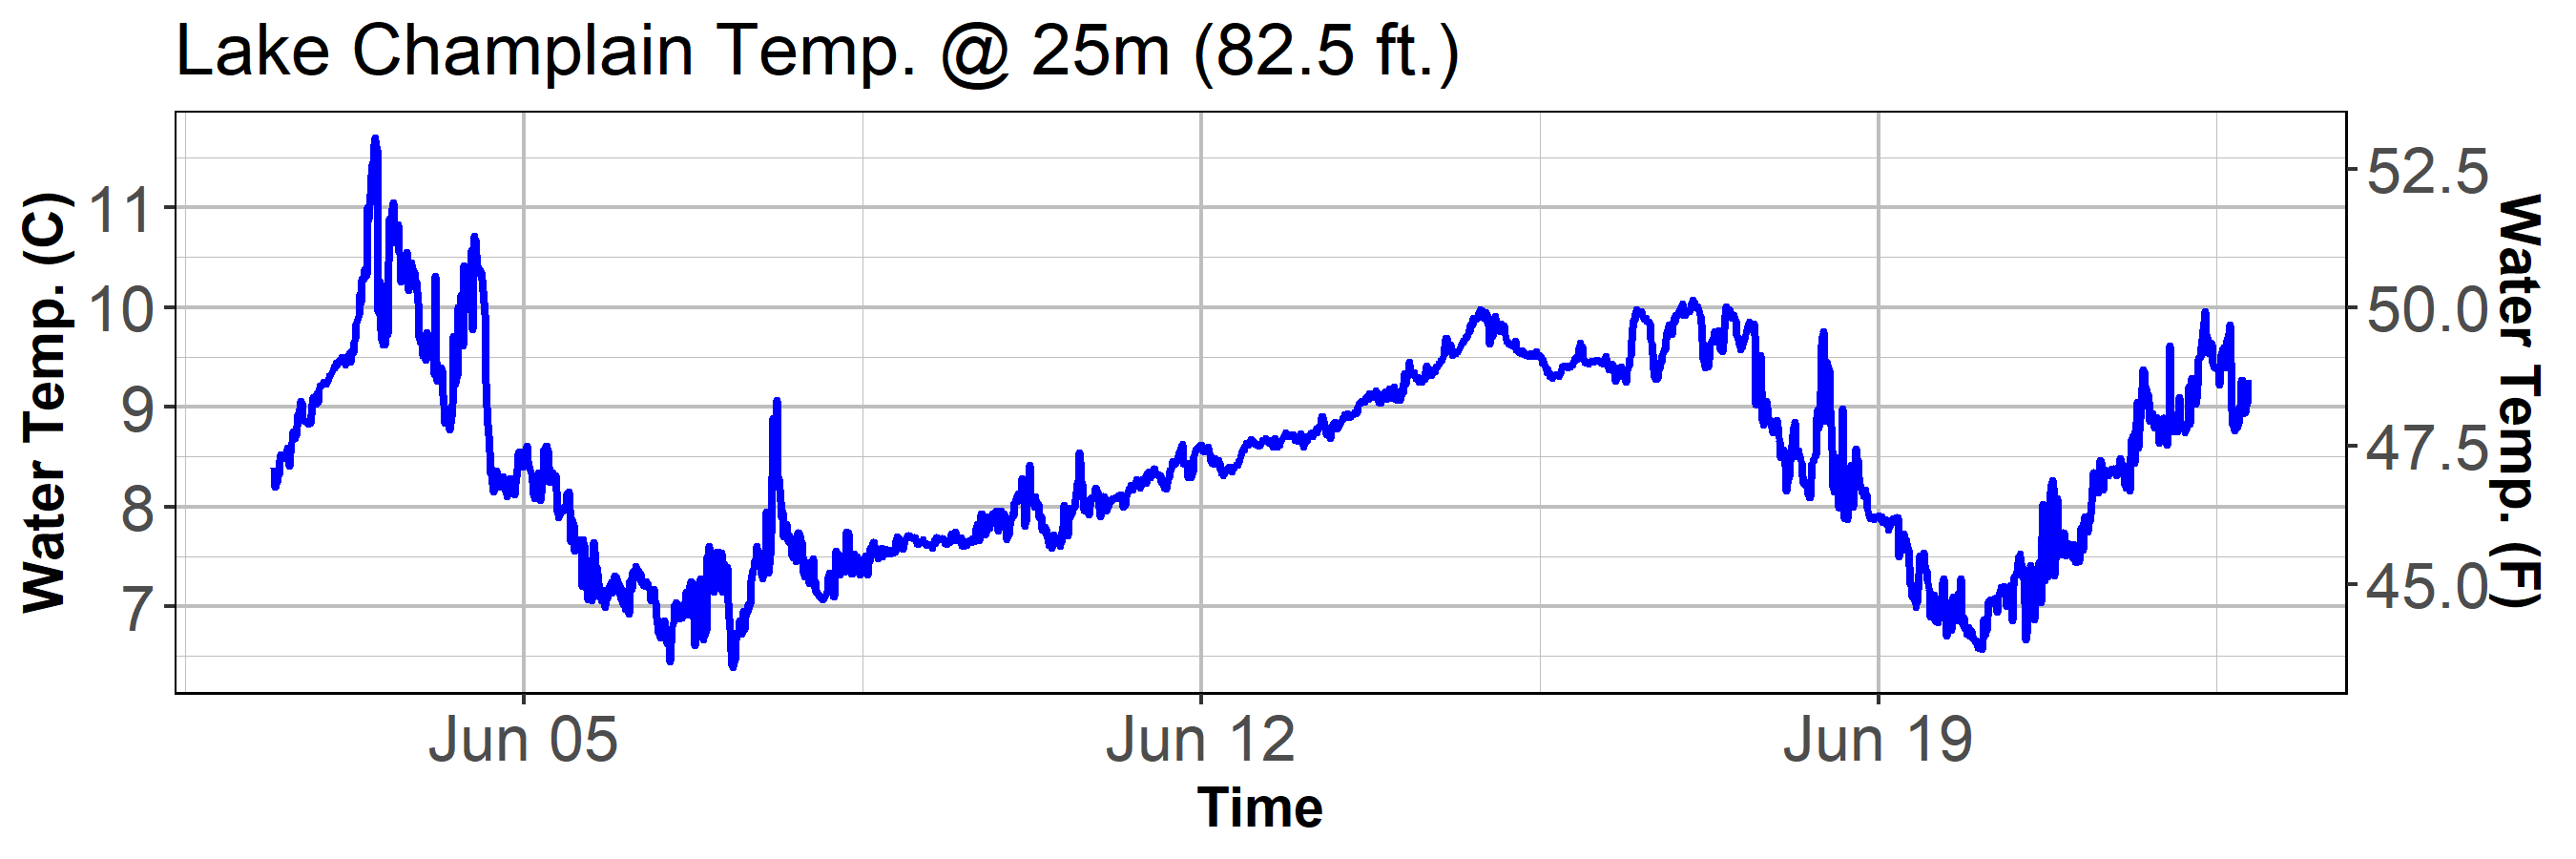 Lake Champlain Temp. @ 25m (82.5 ft.)
Water Temp. (C)
11
10
9
8
7
52.5
50.0
47.5
45.0
Water Temp. (F)
Jun 05
Jun 12
Jun 19
Time